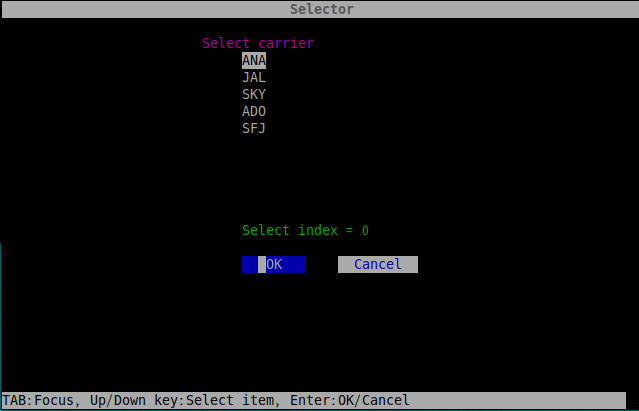 Selector
Select carrier
ANA
JAL
SKY
ADO
SFJ
Select index = 0
OK Cancel
TAB:Focus, Up/Down key:Select item, Enter:OK/Cancel